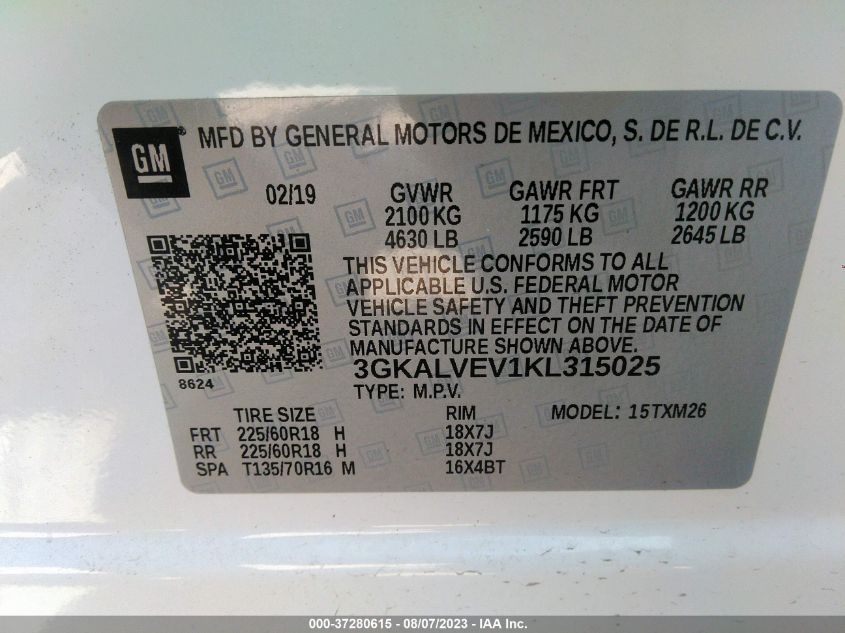 GM ® MFD BY GENERAL MOTORS DE MEXICO, S. DE R.L. DE C.V.
02/19 GVWR GAWR FRT GAWR RR
2100 KG 1175 KG 1200 KG
4630 LB 2590 LB 2645 LB
THIS VEHICLE CONFORMS TO ALL
APPLICABLE U.S. FEDERAL MOTOR
VEHICLE SAFETY AND THEFT PREVENTION
STANDARDS IN EFFECT ON THE DATE OF
MANUFACTURE SHOWN ABOVE.
8624
3GKALVEV1KL315025
TYPE: M.P.V.
TIRE SIZE RIM MODEL: 15TXM26
FRT 225/60R18 H 18X7J
RR 225/60R18 H 18X7J
SPA T135/70R16 M 16X4BT
000-37280615 - 08/07/2023 - IAAI.com